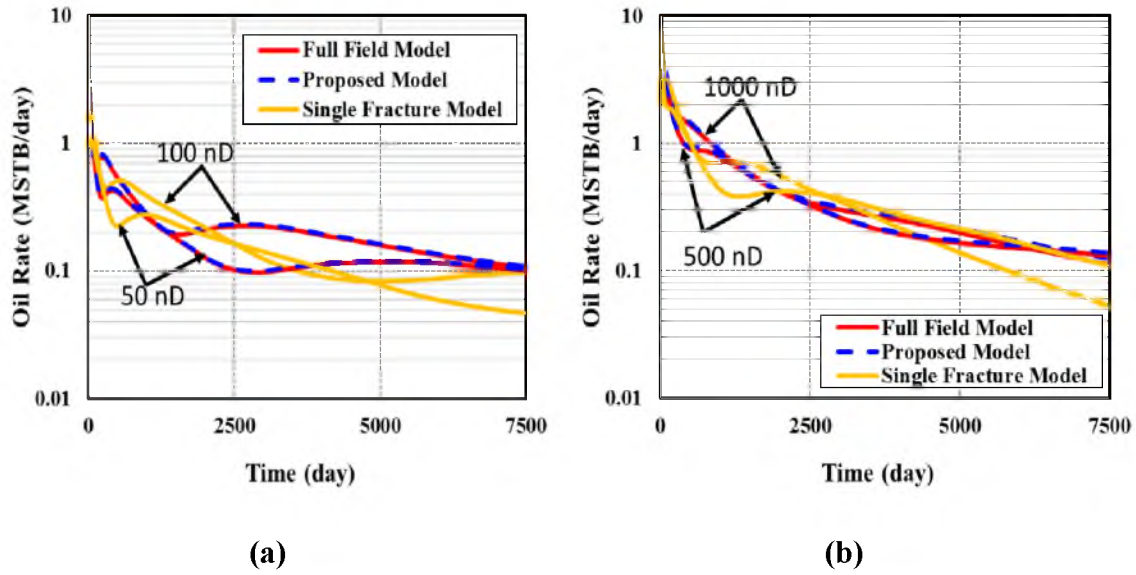 10
1
0.1
0.01
Oil Rate (MSTB/day)
Full Field Model
Proposed Model
Single Fracture Model
100 nD
50 nD
0 2500 5000 7500
Time (day)
(a)
10
1
0.1
0.01
Oil Rate (MSTB/day)
1000 nD
500 nD
Full Field Model
Proposed Model
Single Fracture Model
0 2500 5000 7500
Time (day)
(b)